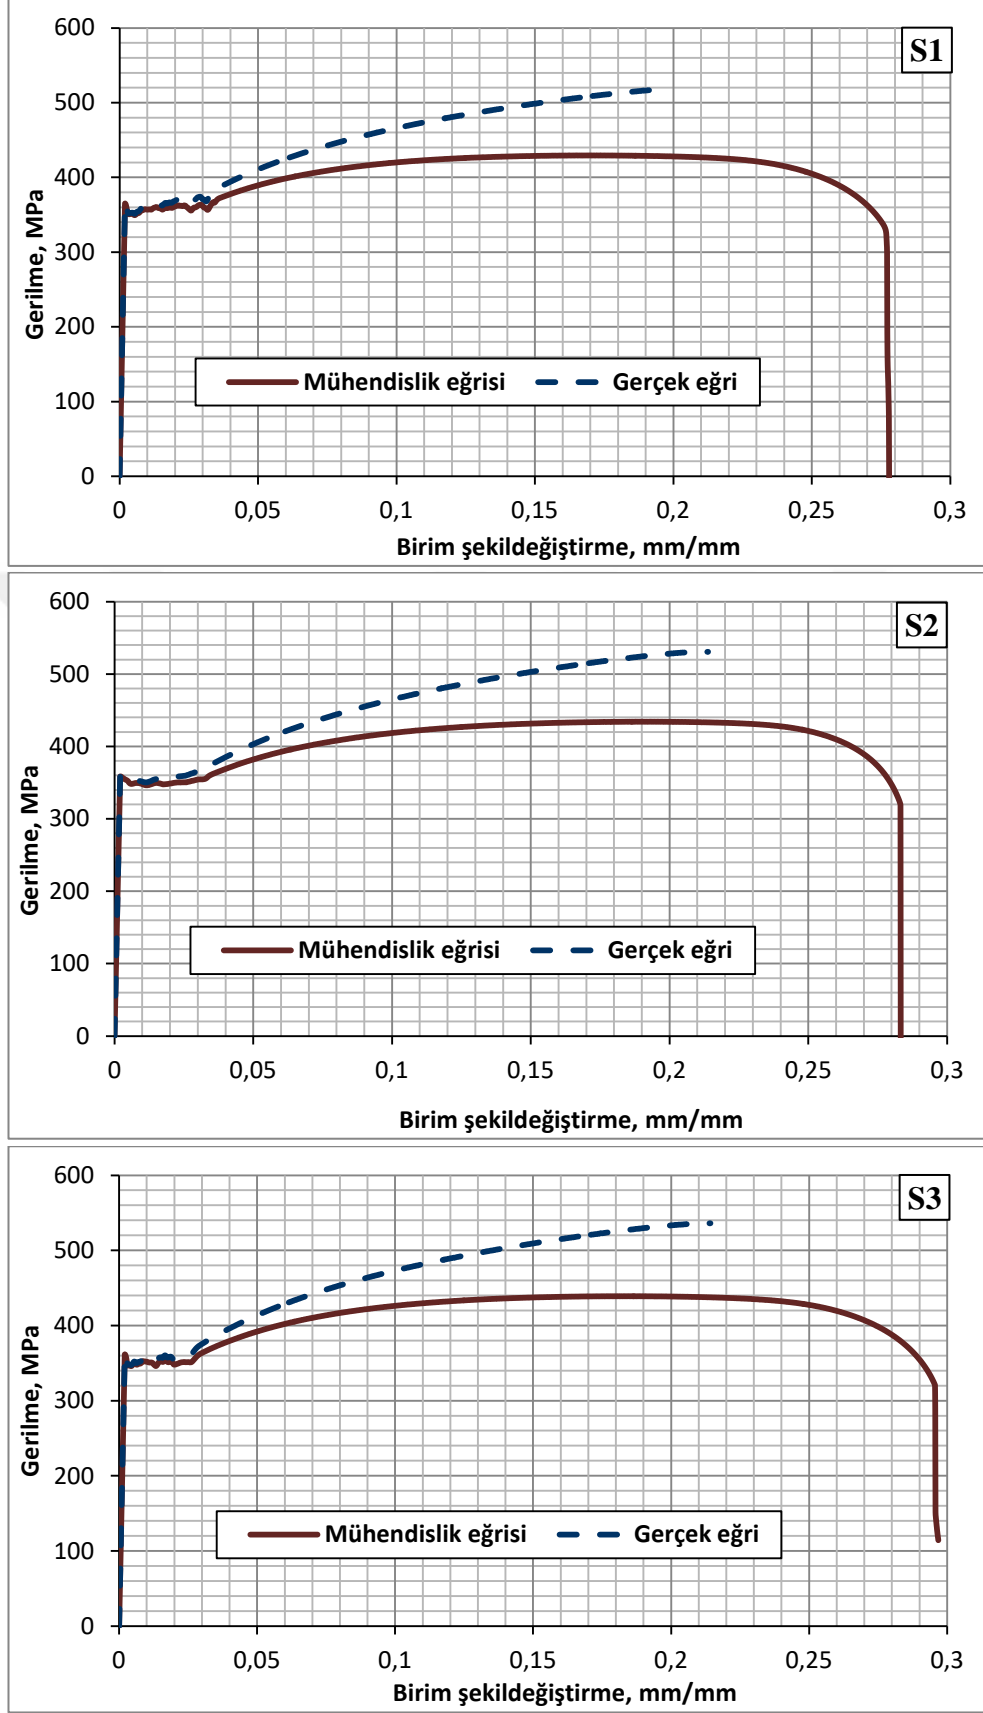 600
S1
500
400
300
200
100
0
Gerilme, MPa
Mühendislik eğrisi Gerçek eğri
0 0,05 0,1 0,15 0,2 0,25 0,3
Birim şekildeğiştirme, mm/mm
600
S2
500
400
300
200
100
0
Gerilme, MPa
Mühendislik eğrisi Gerçek eğri
0 0,05 0,1 0,15 0,2 0,25 0,3
Birim şekildeğiştirme, mm/mm
600
S3
500
400
300
200
100
0
Gerilme, MPa
Mühendislik eğrisi Gerçek eğri
0 0,05 0,1 0,15 0,2 0,25 0,3
Birim şekildeğiştirme, mm/mm